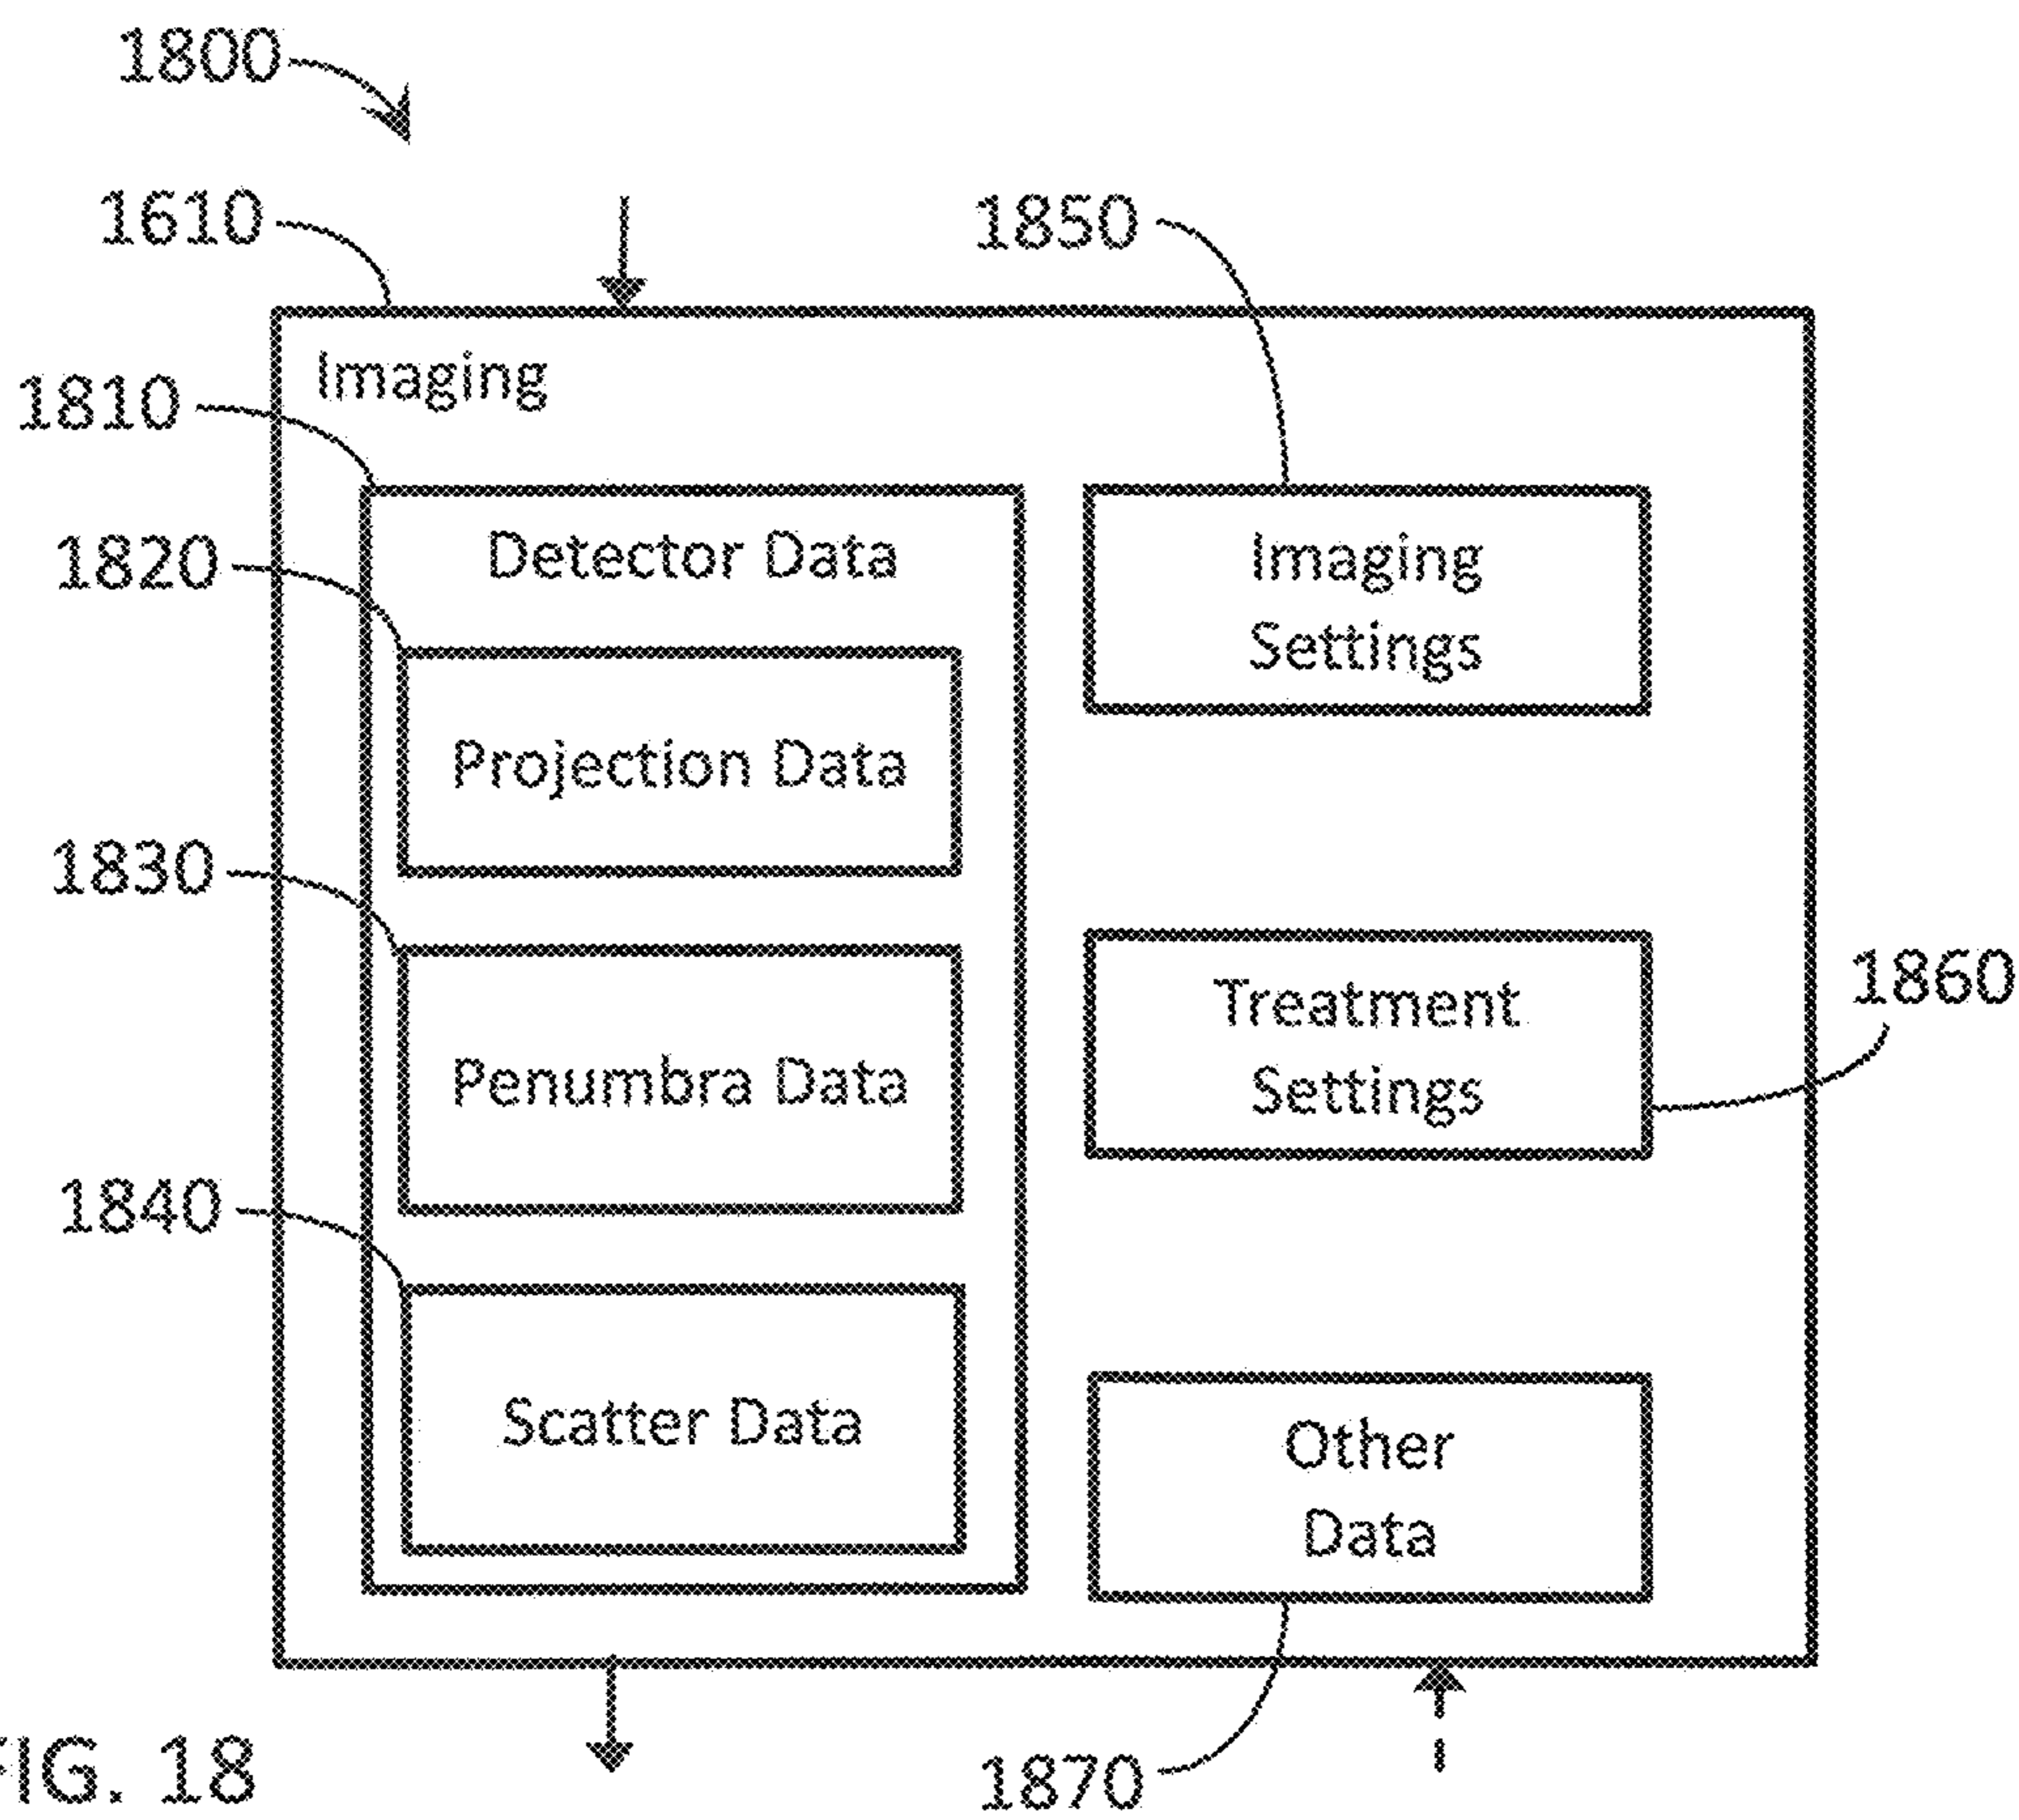 1800
1610
1850
Imaging
1810
Detector Data
Imaging
Settings
1820
Projection Data
1830
Treatment
Settings
1860
Penumbra Data
1840
Scatter Data
Other
Data
FIG. 18
1870